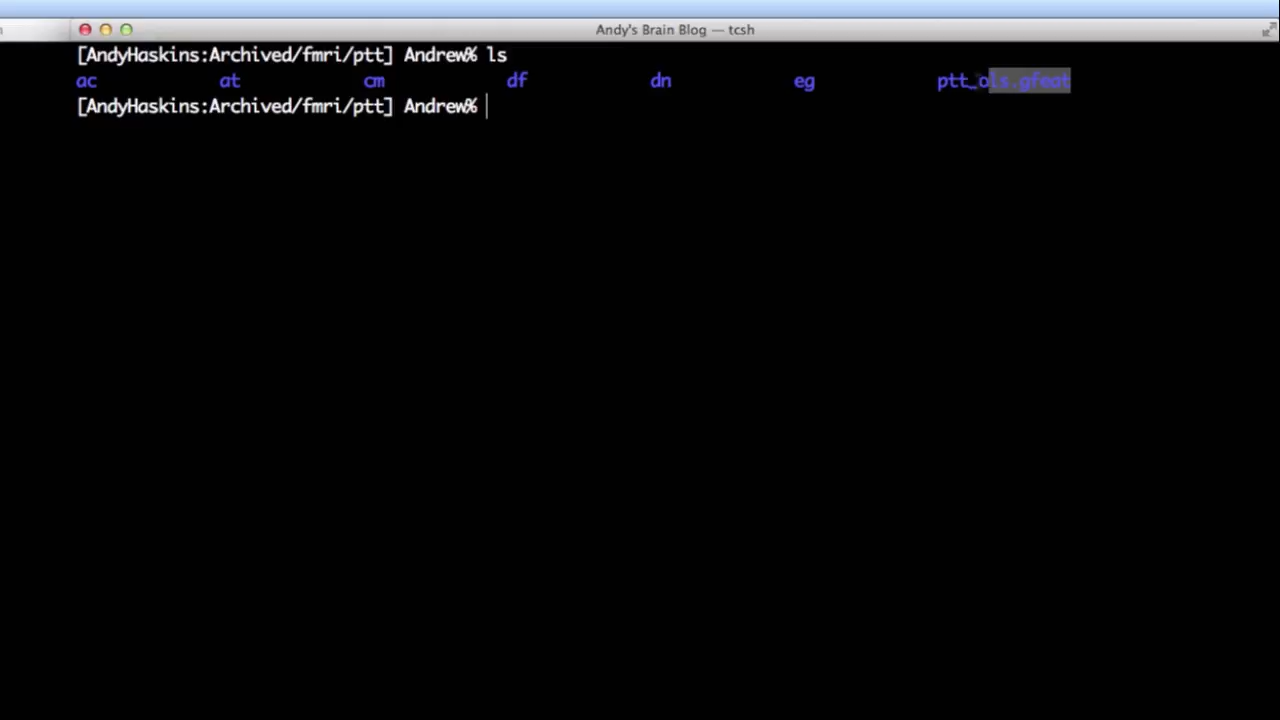 Andy's Brain Blog — tcsh
[AndyHaskins:Archived/fmri/ptt] Andrew% ls
ac at cm df dn eg ptt_ols.gfeat
[AndyHaskins:Archived/fmri/ptt] Andrew%